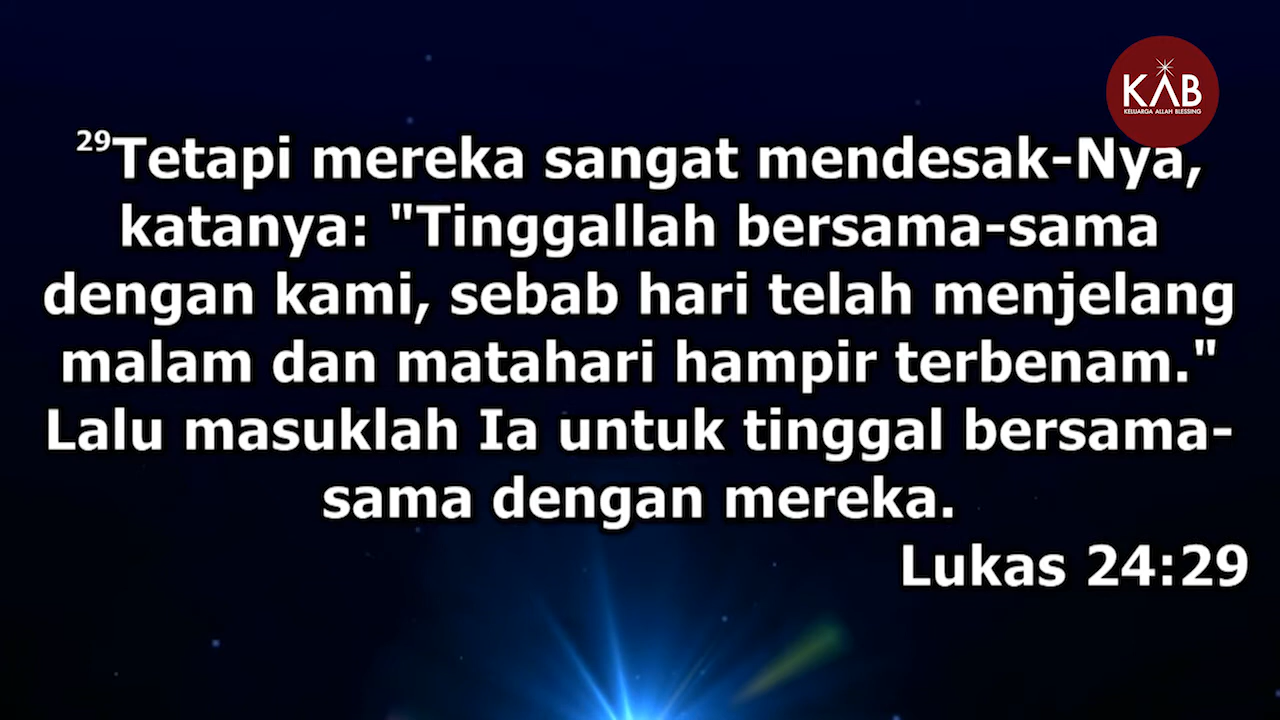 KAB
KELUARGA ALLAH BLESSING
29Tetapi mereka sangat mendesak-Nya,
katanya: "Tinggallah bersama-sama
dengan kami, sebab hari telah menjelang
malam dan matahari hampir terbenam."
Lalu masuklah Ia untuk tinggal bersama-
sama dengan mereka.
Lukas 24:29